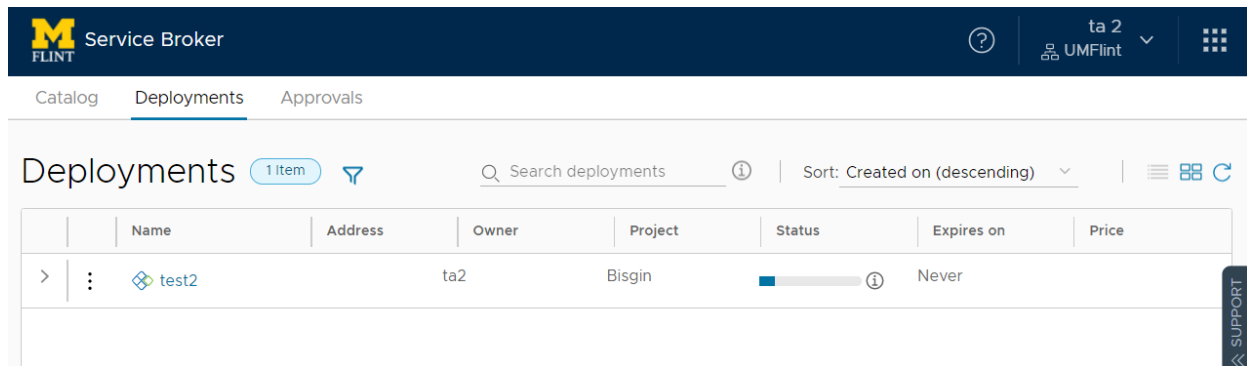 M
FLINT
Service Broker
?
ta 2
UMFlint
Catalog Deployments Approvals
Deployments 1 Item Search deployments i Sort: Created on (descending)
Name Address Owner Project Status Expires on Price
test2 ta2 Bisgin i Never
SUPPORT